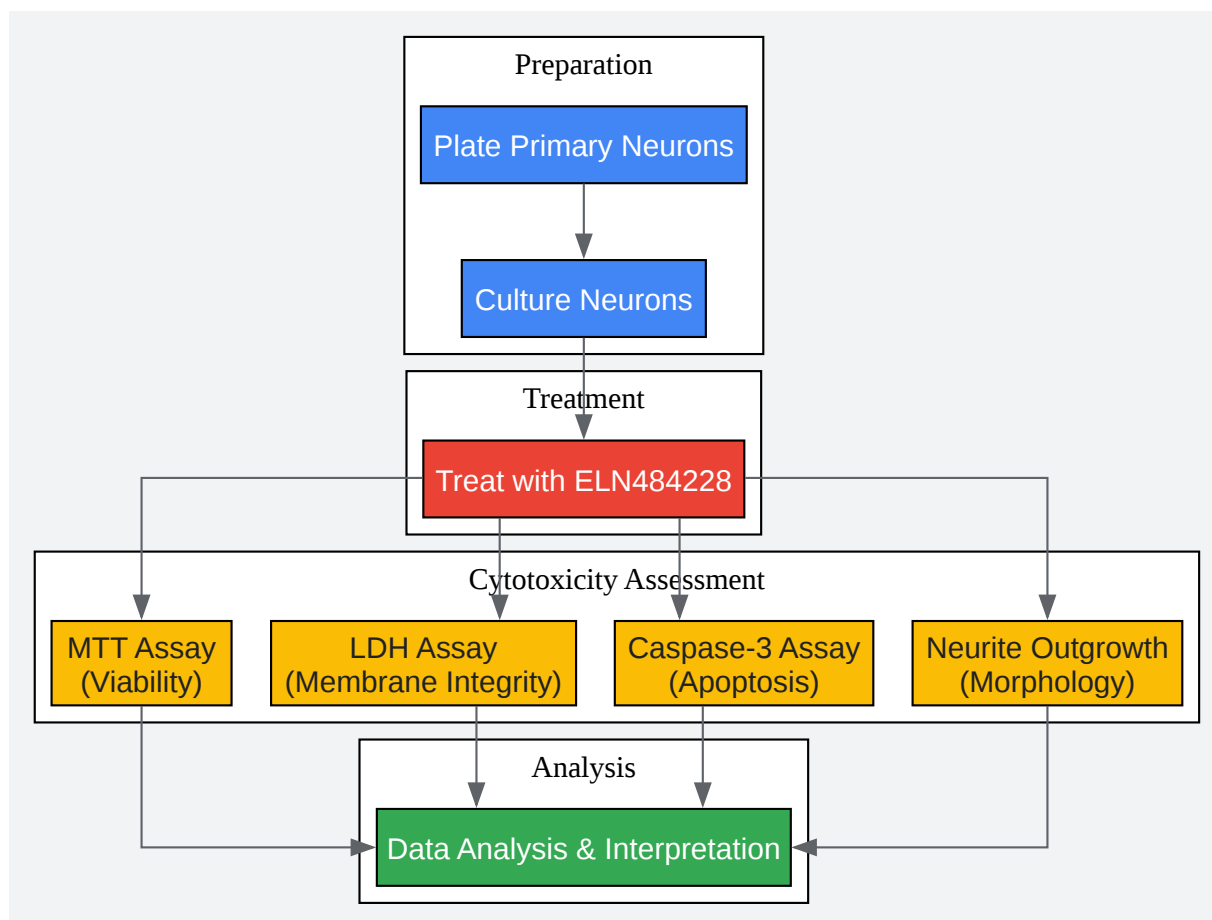 Preparation
Plate Primary Neurons
Culture Neurons
Treatment
Treat with ELN484228
Cytotoxicity Assessment
MTT Assay
(Viability)
LDH Assay
(Membrane Integrity)
Caspase-3 Assay
(Apoptosis)
Neurite Outgrowth
(Morphology)
Analysis
Data Analysis & Interpretation